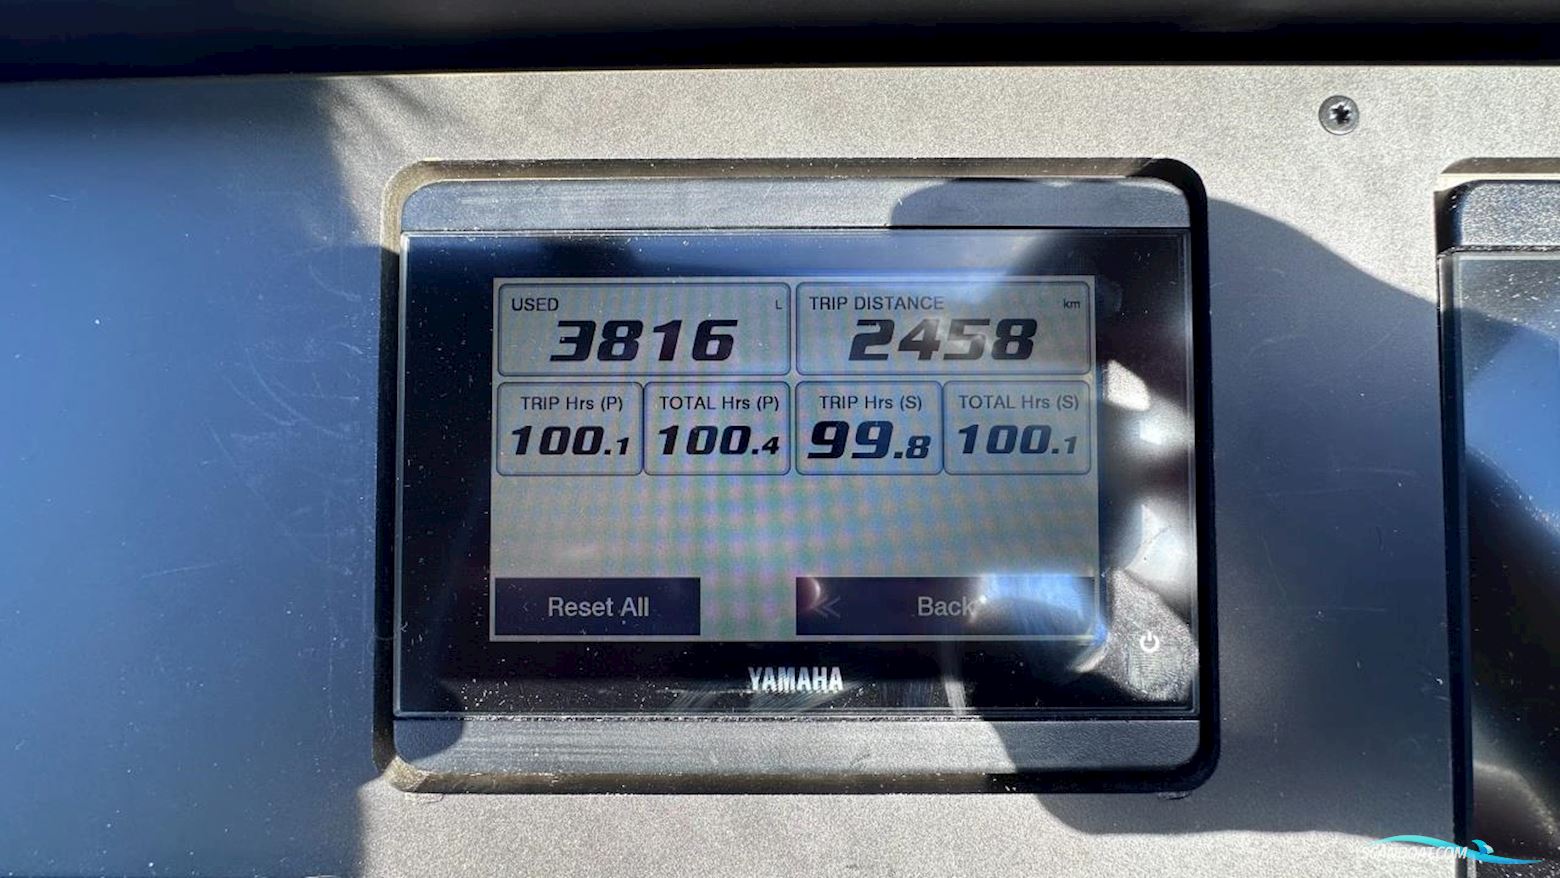 USED L
3816
TRIP DISTANCE km
2458
TRIP Hrs (P)
100.1
TOTAL Hrs (P)
100.4
TRIP Hrs (S)
99.8
TOTAL Hrs (S)
100.1
Reset All
Back
YAMAHA